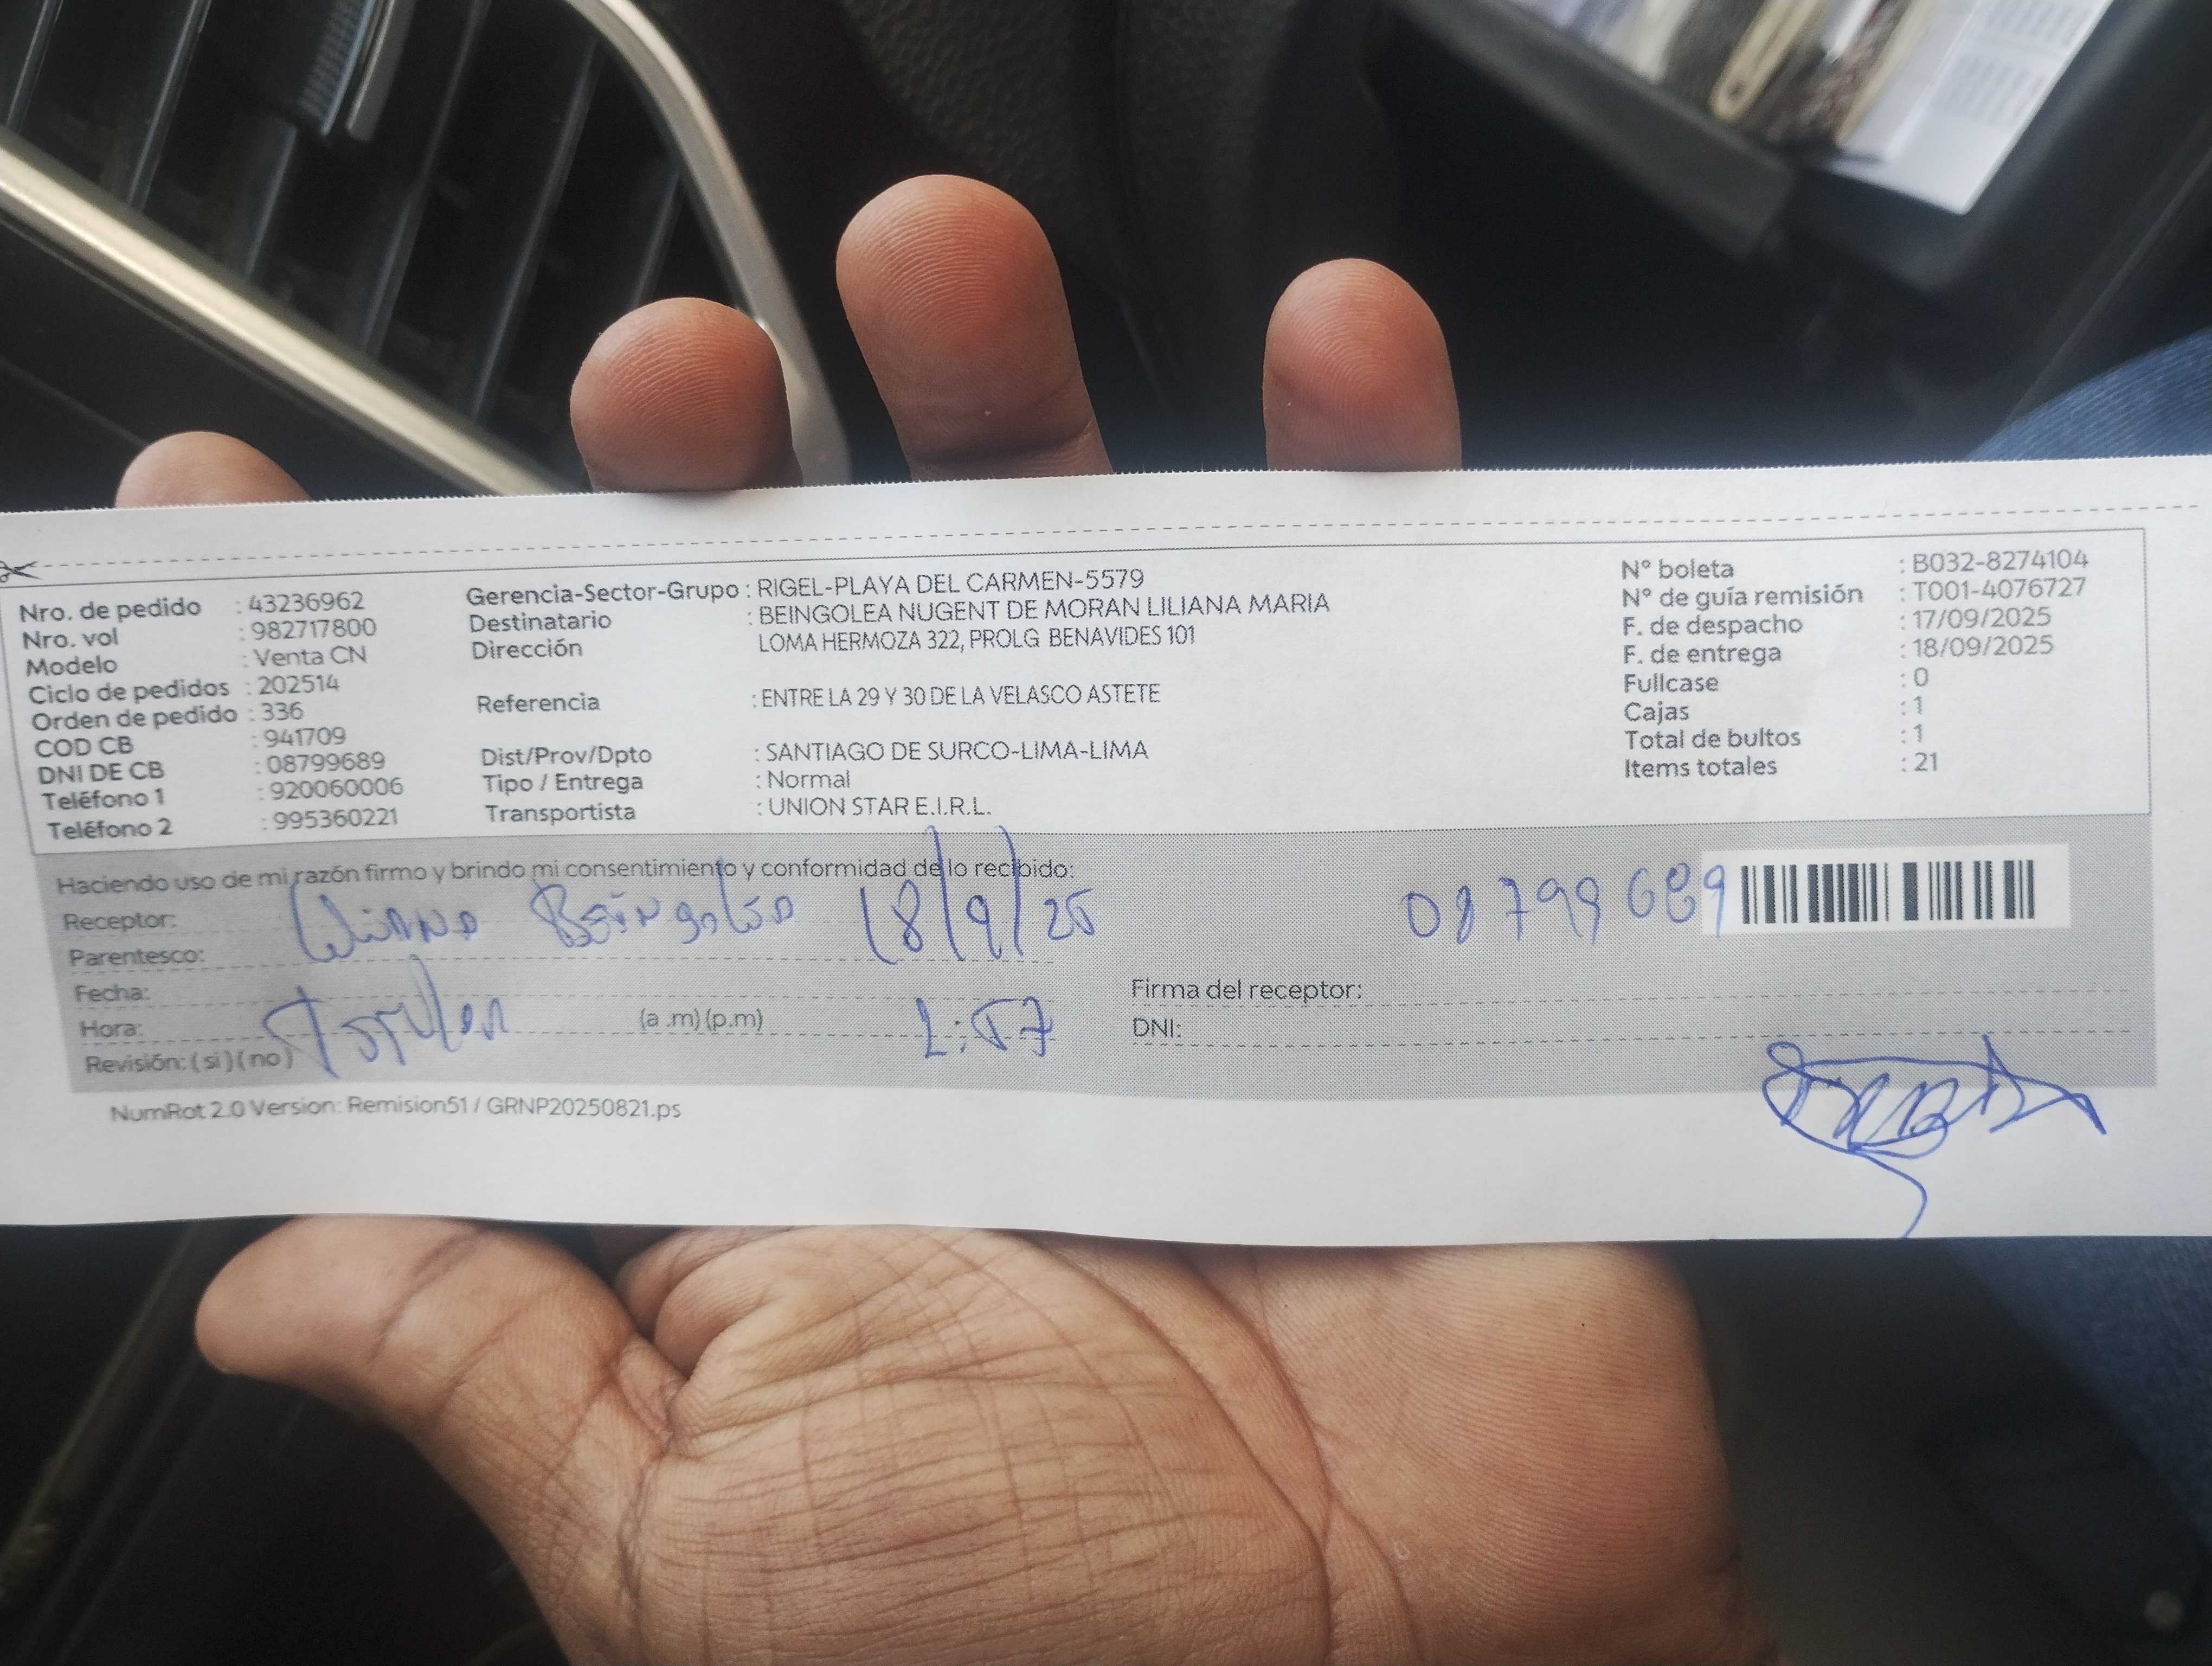 Nro. de pedido : 43236962
Nro. vol : 982717800
Modelo : Venta CN
Ciclo de pedidos : 202514
Orden de pedido : 336
COD CB : 941709
DNI DE CB : 08799689
Teléfono 1 : 920060006
Teléfono 2 : 995360221
Gerencia-Sector-Grupo : RIGEL-PLAYA DEL CARMEN-5579
Destinatario : BEINGOLEA NUGENT DE MORAN LILIANA MARIA
Dirección LOMA HERMOZA 322, PROLG BENAVIDES 101
Referencia : ENTRE LA 29 Y 30 DE LA VELASCO ASTETE
Dist/Prov/Dpto : SANTIAGO DE SURCO-LIMA-LIMA
Tipo / Entrega : Normal
Transportista : UNION STAR E.I.R.L.
N° boleta : B032-8274104
N° de guía remisión : T001-4076727
F. de despacho : 17/09/2025
F. de entrega : 18/09/2025
Fullcase : 0
Cajas : 1
Total de bultos : 1
Items totales : 21
Haciendo uso de mi razón firmo y brindo mi consentimiento y conformidad de lo recibido:
Receptor: Liliana Beingolea 18/9/25
08799689
Parentesco:
Fecha:
Hora: Titular (a .m) (p.m) 2:57
Revisión: ( si ) ( no )
Firma del receptor:
DNI:
NumRot 2.0 Version: Remision51 / GRNP20250821.ps